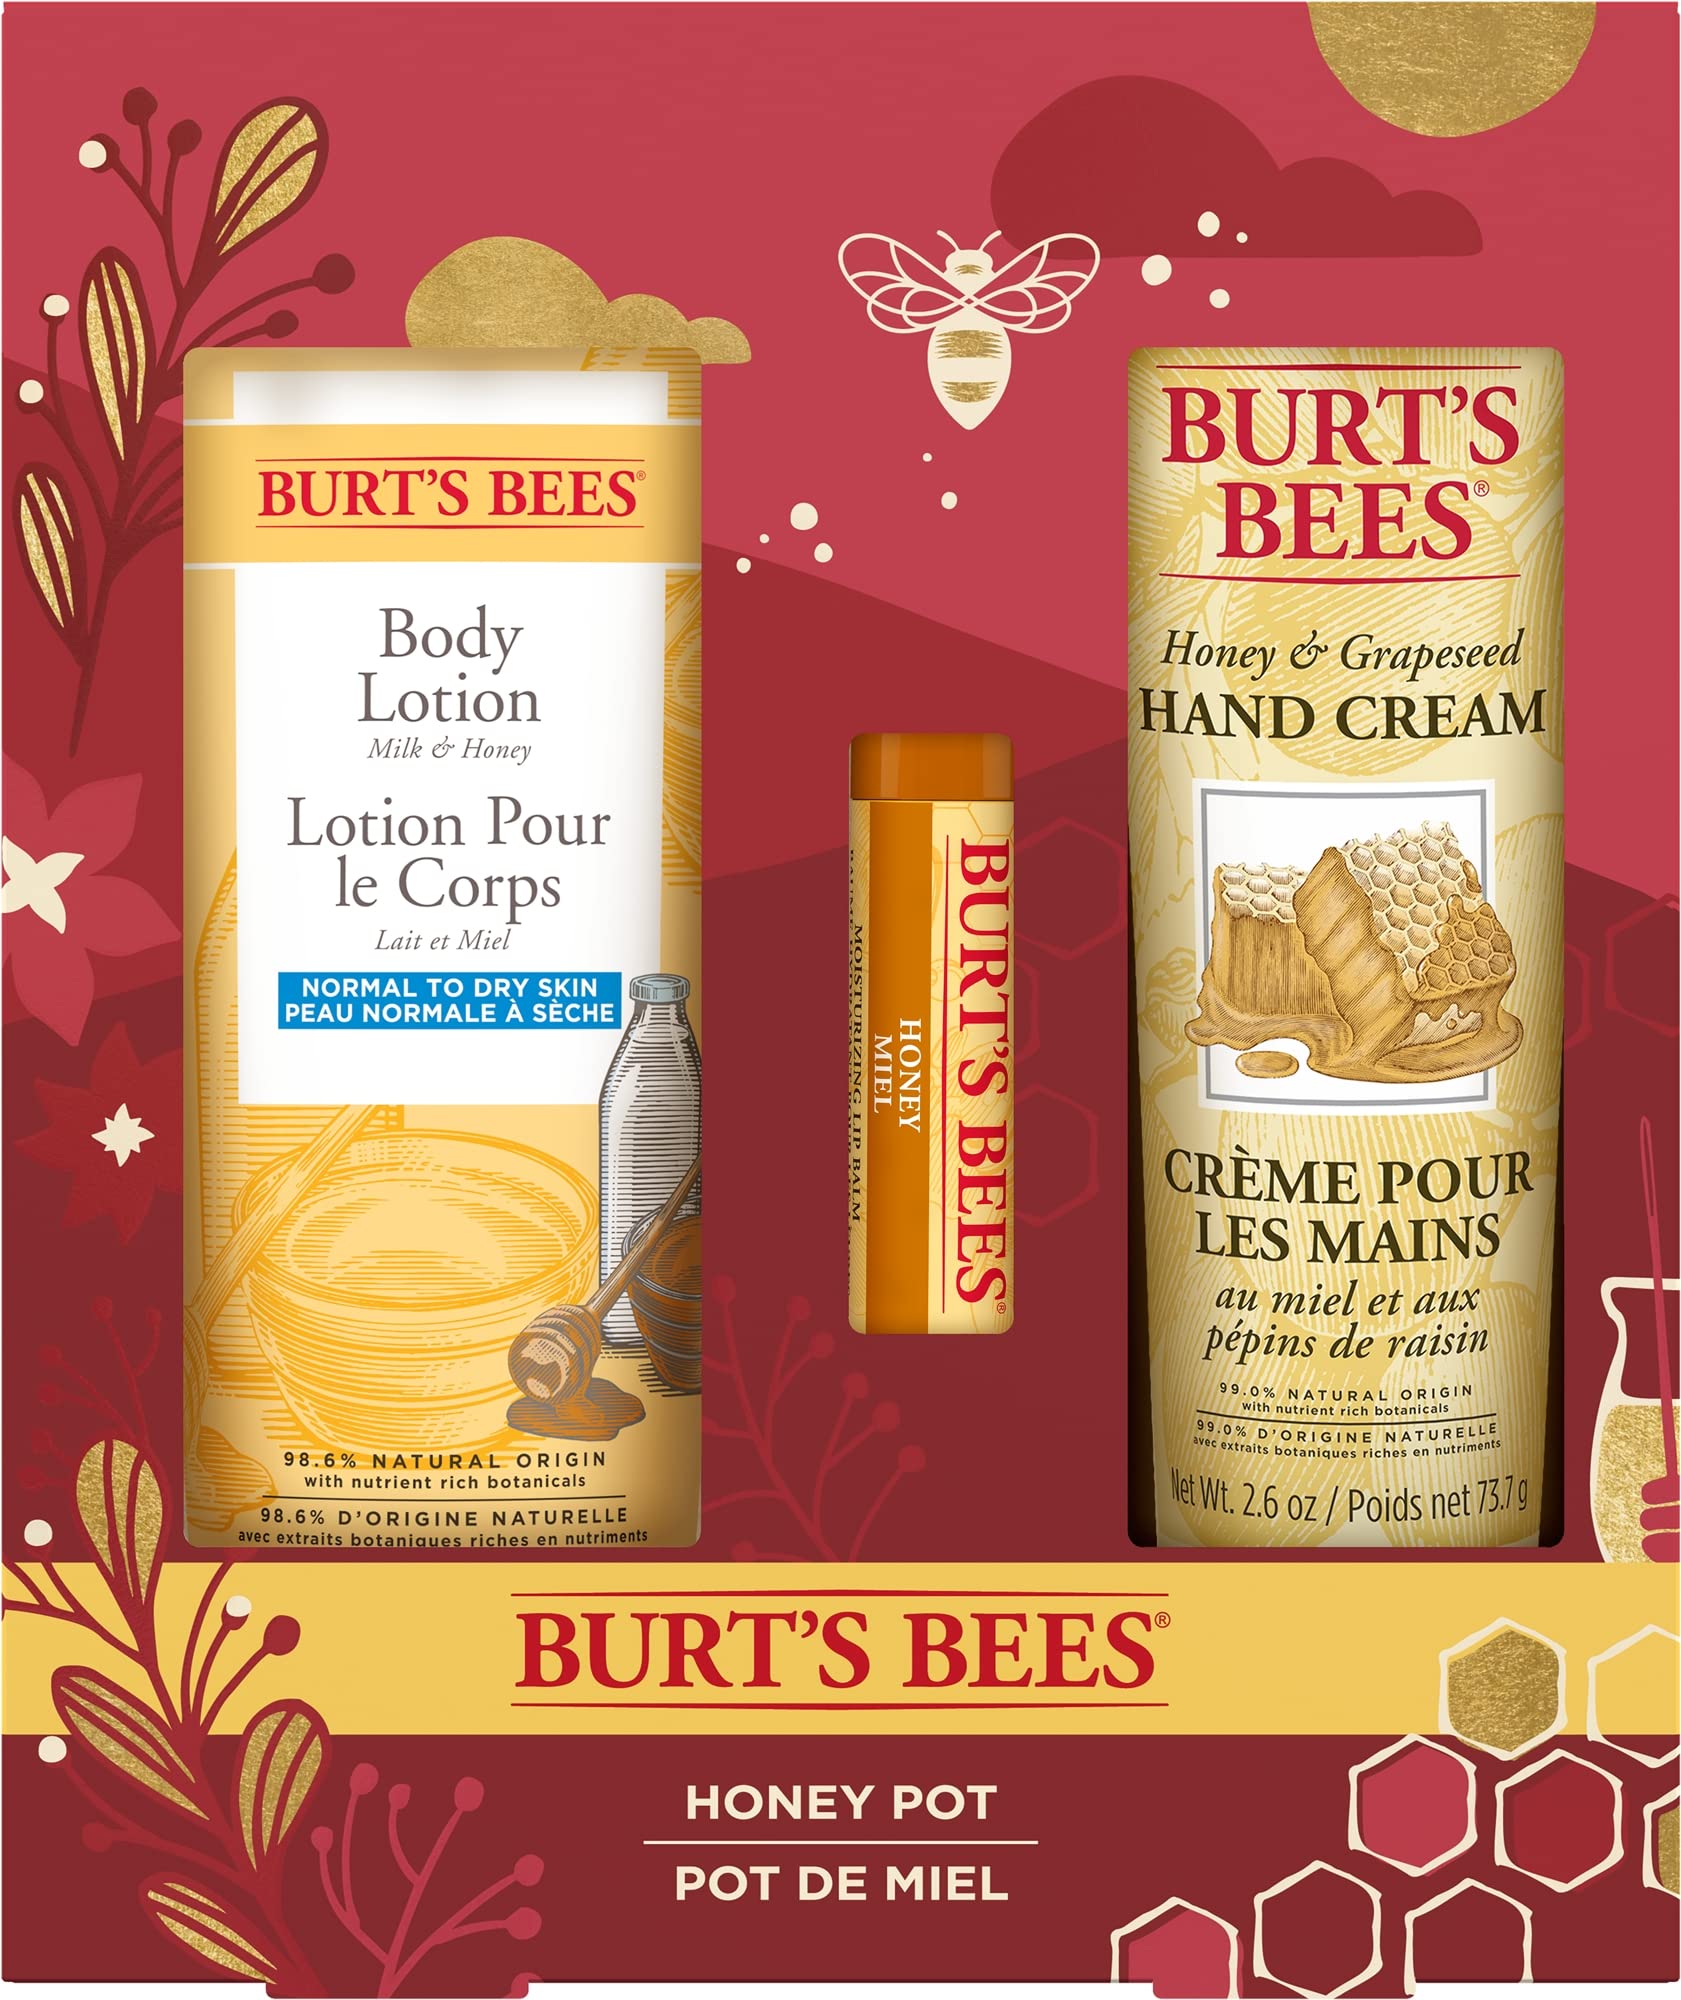 BURT'S BEES®
Body
Lotion
Milk & Honey
Lotion Pour
le Corps
Lait et Miel
NORMAL TO DRY SKIN
PEAU NORMALE À SÈCHE
98.6% NATURAL ORIGIN
with nutrient rich botanicals
98.6% D'ORIGINE NATURELLE
avec extraits botaniques riches en nutriments
BURT'S BEES®
HONEY
MIEL
MOISTURIZING LIP BALM
BURT'S
BEES®
Honey & Grapeseed
HAND CREAM
CRÈME POUR
LES MAINS
au miel et aux
pépins de raisin
99.0% NATURAL ORIGIN
with nutrient rich botanicals
99.0% D'ORIGINE NATURELLE
avec extraits botaniques riches en nutriments
Net Wt. 2.6 oz / Poids net 73.7 g
BURT'S BEES®
HONEY POT
POT DE MIEL